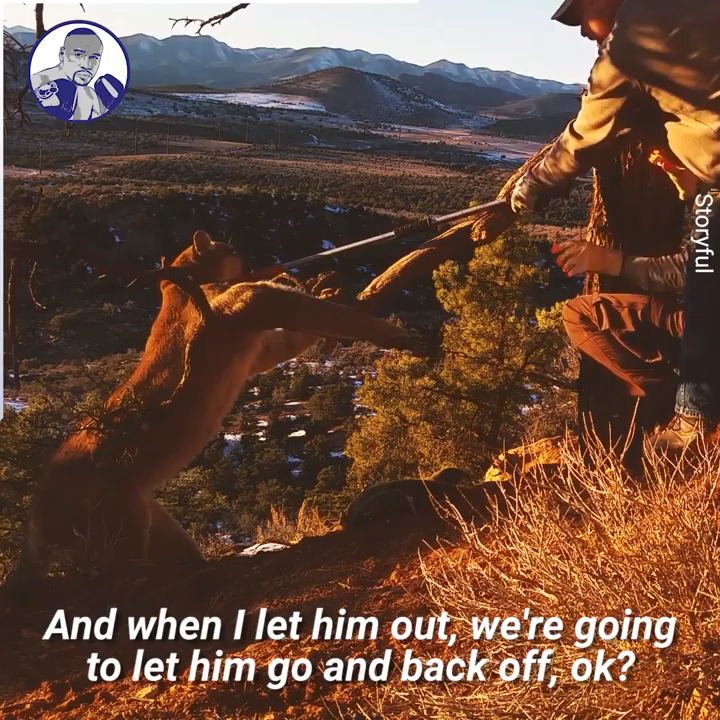 Storyful
And when I let him out, we're going
to let him go and back off, ok?